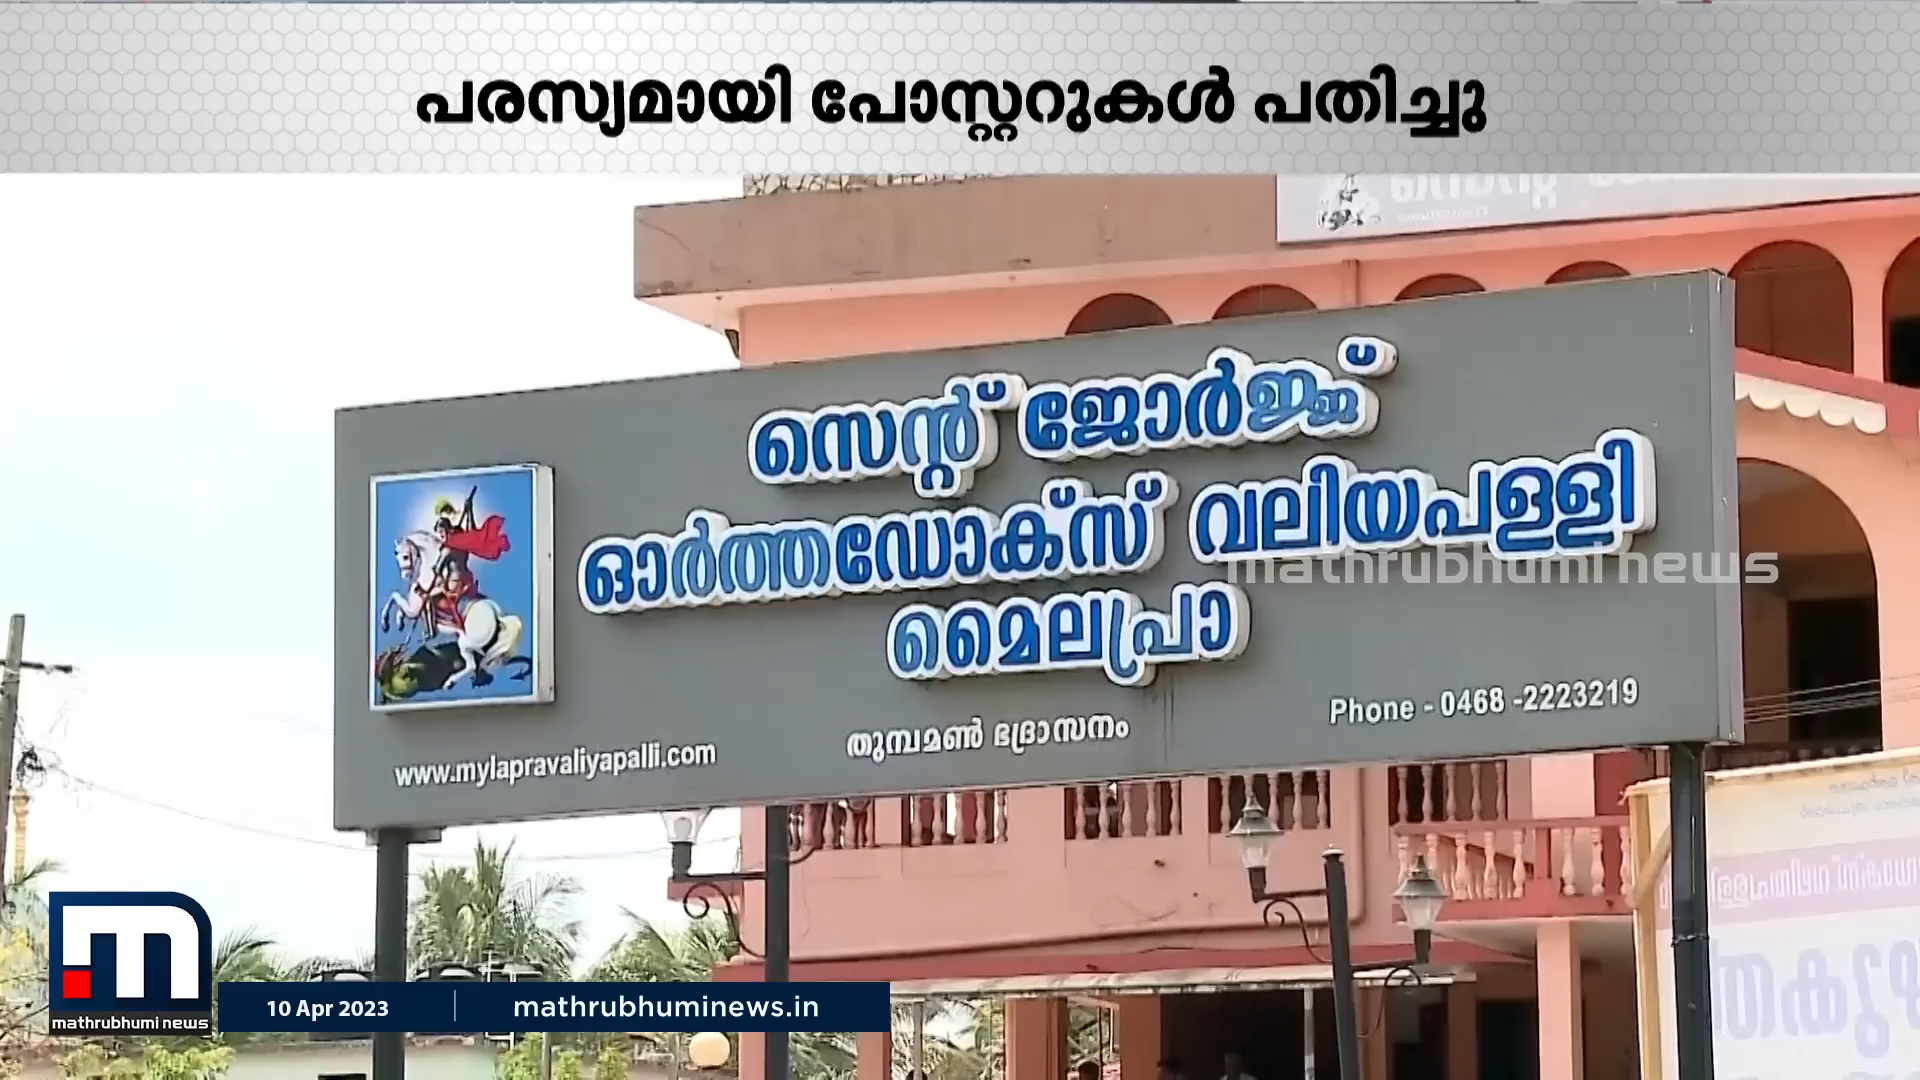 പരസ്യമായി പോസ്റ്ററുകൾ പതിച്ചു
സെന്റ് ജോർജ്ജ്
ഓർത്തഡോക്സ് വലിയപള്ളി
മൈലപ്രാ
mathrubhumi news
Phone - 0468 -2223219
തുമ്പമൺ ഭദ്രാസനം
www.mylapravaliyapalli.com
mathrubhumi news
10 Apr 2023
mathrubhuminews.in